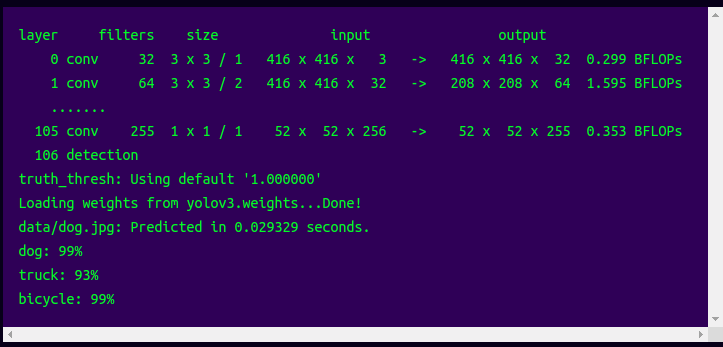 layer     filters    size              input                output
    0 conv     32  3 x 3 / 1   416 x 416 x   3   ->   416 x 416 x  32  0.299 BFLOPs
    1 conv     64  3 x 3 / 2   416 x 416 x  32   ->   208 x 208 x  64  1.595 BFLOPs
    .......
  105 conv    255  1 x 1 / 1    52 x  52 x 256   ->    52 x  52 x 255  0.353 BFLOPs
  106 detection
truth_thresh: Using default '1.000000'
Loading weights from yolov3.weights...Done!
data/dog.jpg: Predicted in 0.029329 seconds.
dog: 99%
truck: 93%
bicycle: 99%